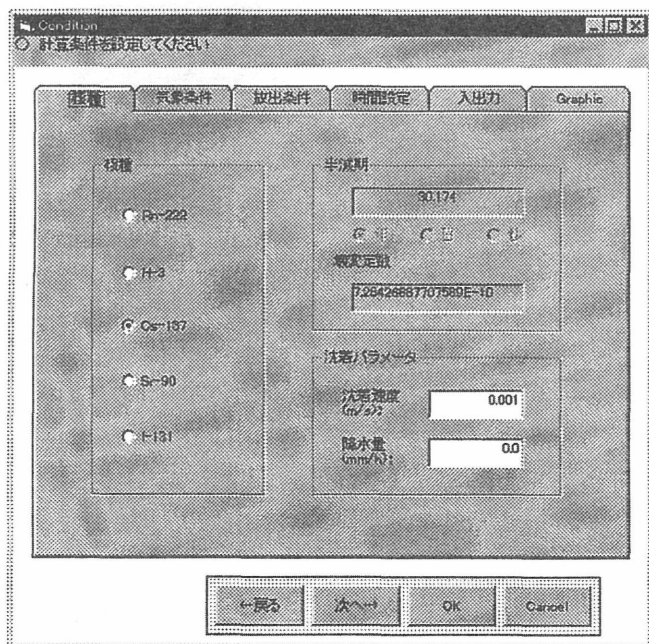 Condition
計算条件を設定してください
核種 気象条件 放出条件 時間設定 入出力 Graphic
核種
Rn-222
H-3
Cs-137
Sr-90
I-131
半減期
30.174
年 日 秒
壊変定数
7.26426887707589E-10
沈着パラメータ
沈着速度
(m/s):
0.001
降水量
(mm/h):
0.0
←戻る 次へ→ OK Cancel